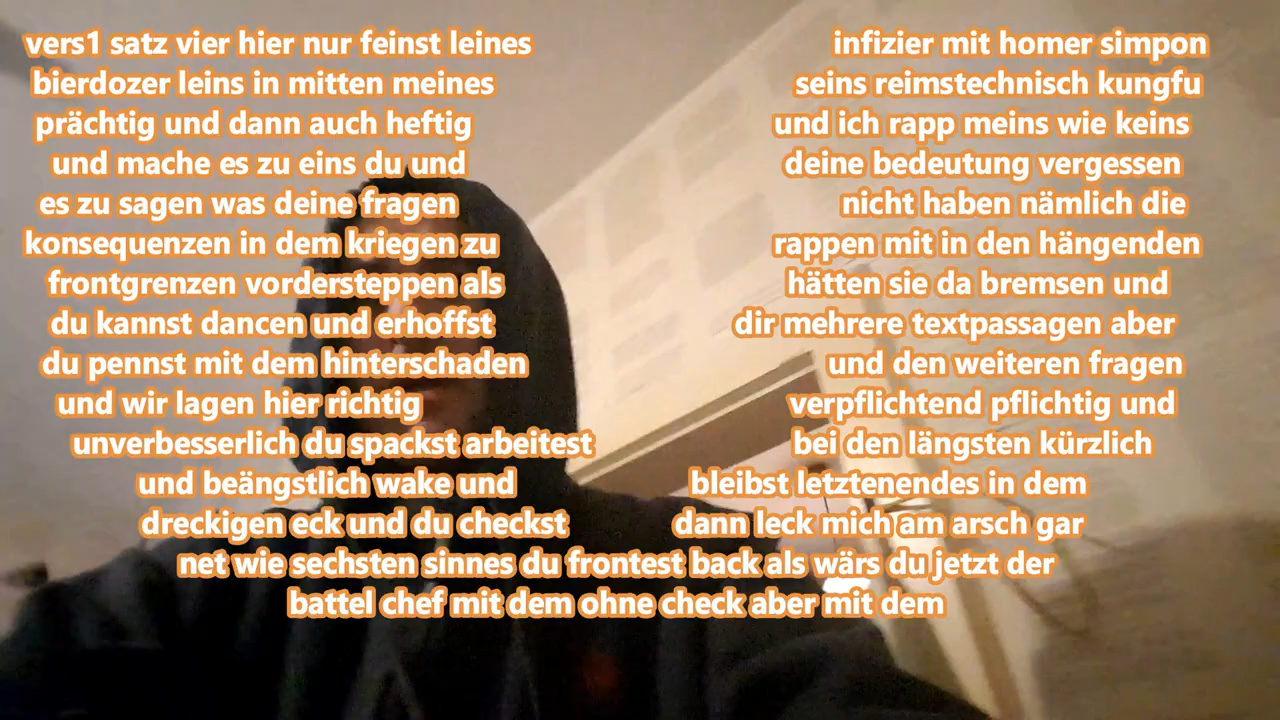 vers1 satz vier hier nur feinst leines infizier mit homer simpon
bierdozer leins in mitten meines seins reimstechnisch kungfu
prächtig und dann auch heftig und ich rapp meins wie keins
und mache es zu eins du und deine bedeutung vergessen
es zu sagen was deine fragen nicht haben nämlich die
konsequenzen in dem kriegen zu rappen mit in den hängenden
frontgrenzen vordersteppen als hätten sie da bremsen und
du kannst dancen und erhoffst dir mehrere textpassagen aber
du pennst mit dem hinterschaden und den weiteren fragen
und wir lagen hier richtig verpflichtend pflichtig und
unverbesserlich du spackst arbeitest bei den längsten kürzlich
und beängstlich wake und bleibst letztenendes in dem
dreckigen eck und du checkst dann leck mich am arsch gar
net wie sechsten sinnes du frontest back als wärs du jetzt der
battel chef mit dem ohne check aber mit dem